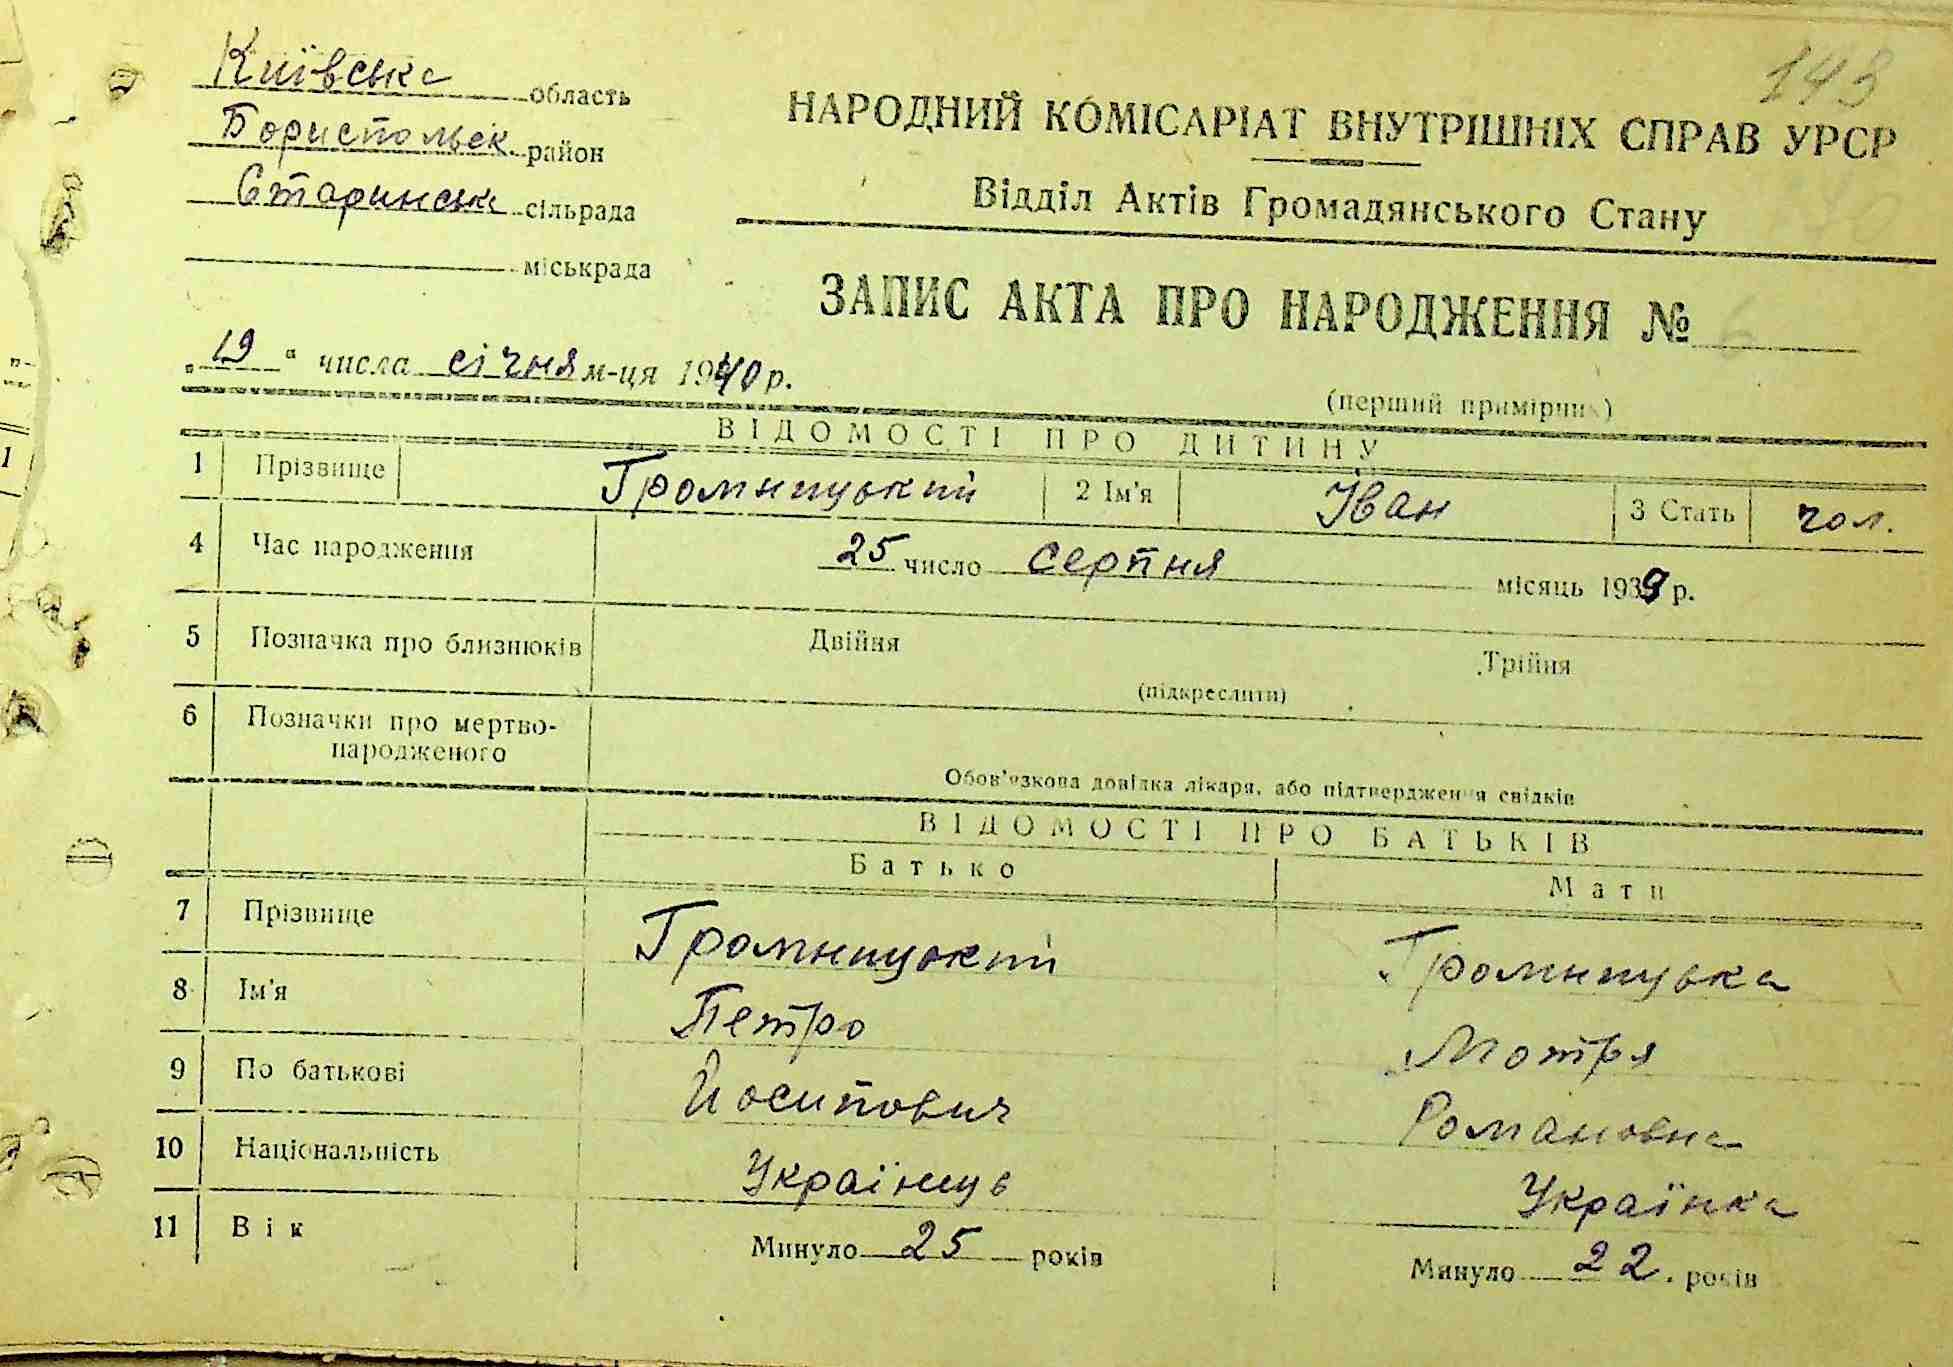 143
Київська область
Бориспольськ район
Старинська сільрада
міськрада
НАРОДНИЙ КОМІСАРІАТ ВНУТРІШНІХ СПРАВ УРСР
Відділ Актів Громадянського Стану
ЗАПИС АКТА ПРО НАРОДЖЕННЯ № 6
"19" числа січня м-ця 1940 р.
(перший примірник)
ВІДОМОСТІ ПРО ДИТИНУ
1 Прізвище Громницький 2 Ім'я Іван 3 Стать чол.
4 Час народження 25 число серпня місяць 1939 р.
5 Позначка про близнюків Двійня Трійня
(підкреслити)
6 Позначки про мертво-
народженого
Обов'язкова довідка лікаря, або підтвердження свідків
ВІДОМОСТІ ПРО БАТЬКІВ
Батько Мати
7 Прізвище Громницький Громницька
8 Ім'я Петро Мотря
9 По батькові Йосипович Романовна
10 Національність Українець Українка
11 Вік Минуло 25 років Минуло 22. років